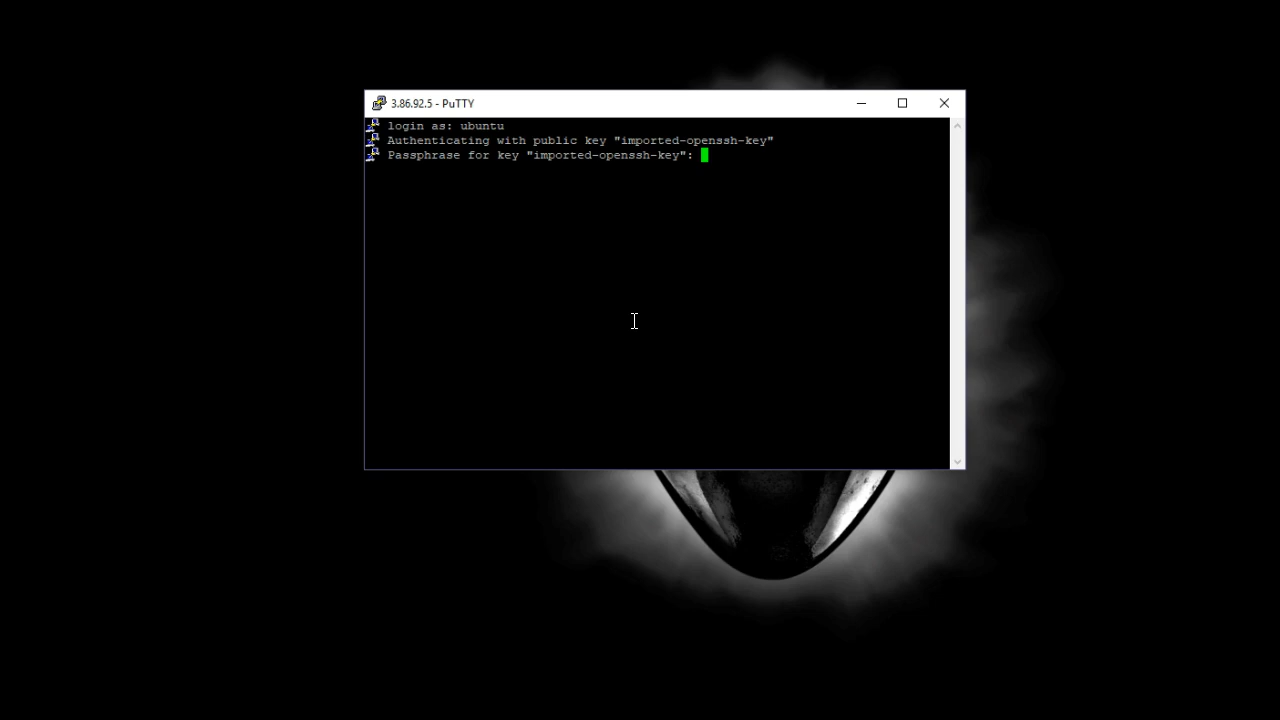 3.86.92.5 - PuTTY
login as: ubuntu
Authenticating with public key "imported-openssh-key"
Passphrase for key "imported-openssh-key":